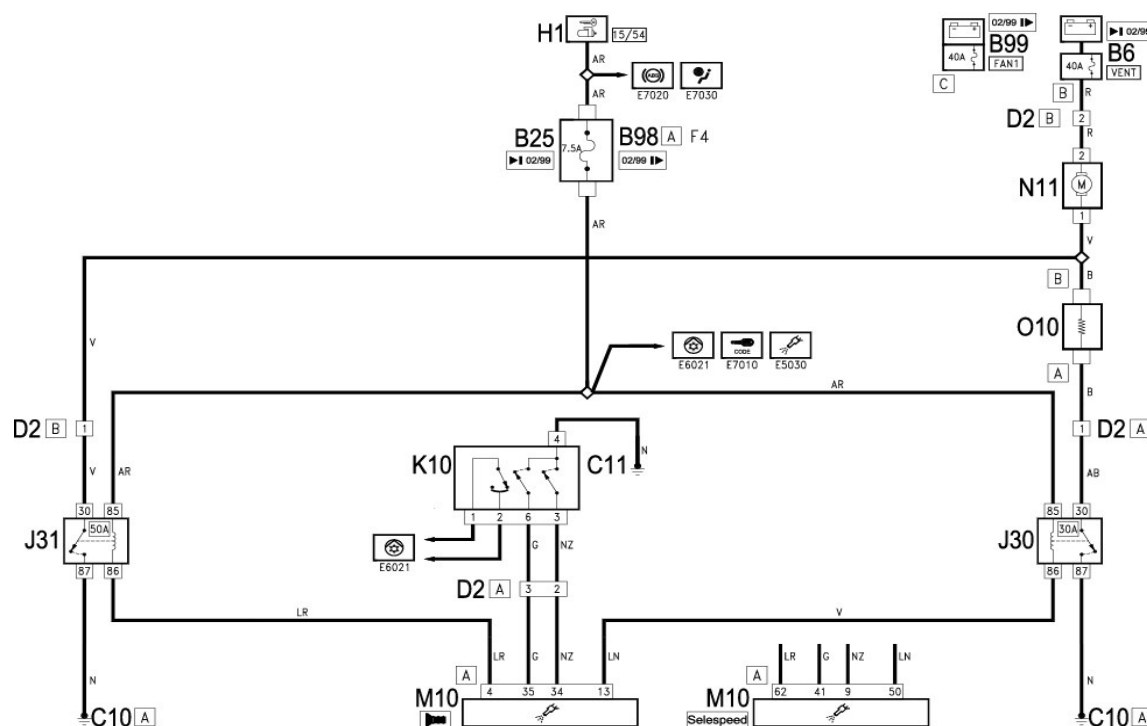 H1 15/54
02/99
B99
40A
FAN1
C
02/99
B6
40A
VENT
AR
AR
ABS
E7020 E7030
B R
D2 B 2
R
B25 B98 A F4
7.5A
02/99 02/99
2
N11 M
1
AR
V
B B
O10
V
A
CODE
E6021 E7010 E5030
AR
B
D2 B 1
1 D2 A
4
K10 C11 N
V AR
AB
30 85
85 30
J31 50A
J30 30A
1 2 6 3
87 86
86 87
E6021
G NZ
D2 A 3 2
LR
V
LR G NZ LN
LR G NZ LN
A 4 35 34 13
A 62 41 9 50
N
N
M10
M10
Selespeed
C10 A
C10 A